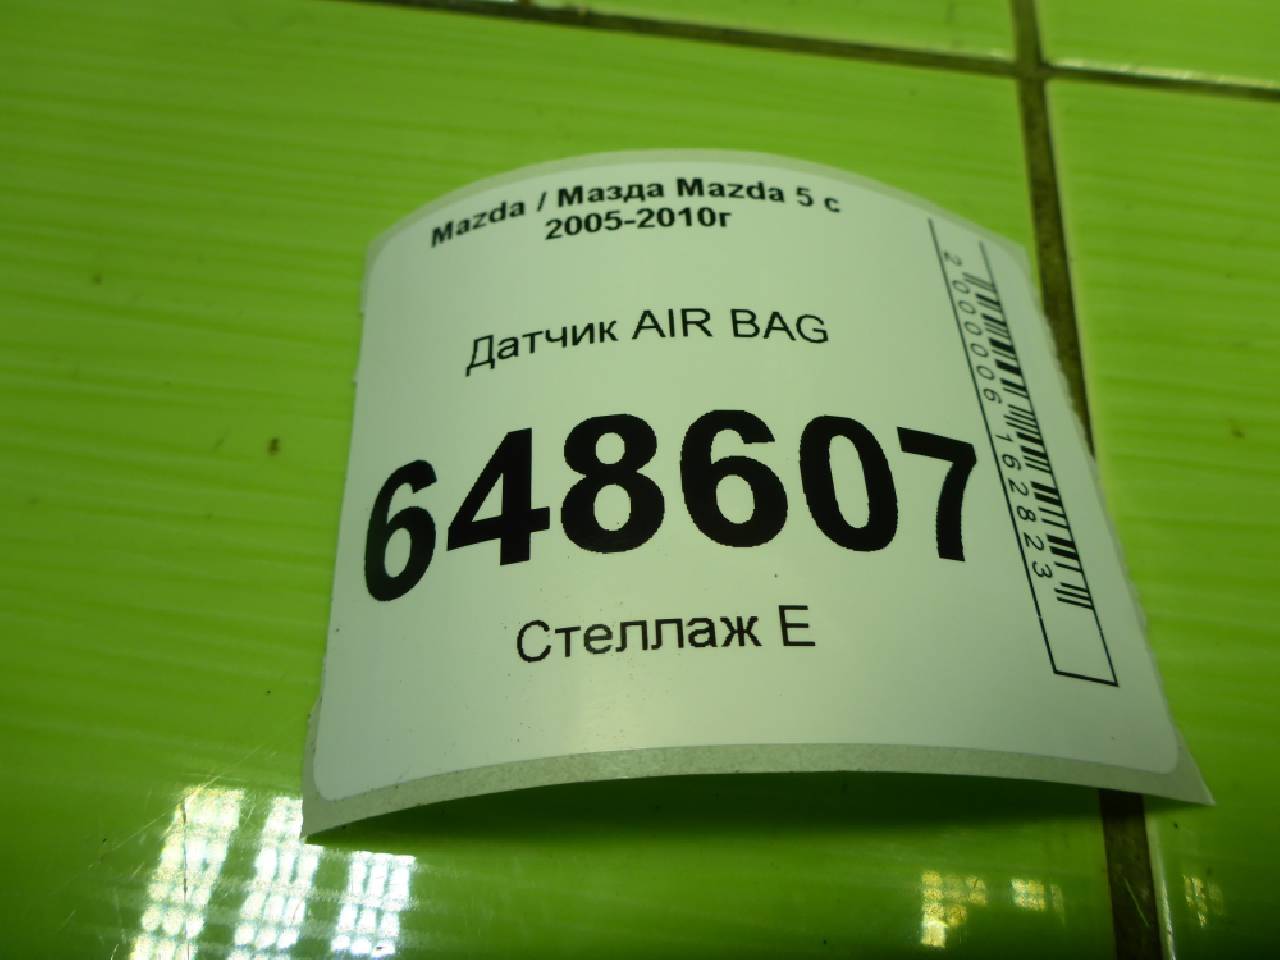 Mazda / Мазда Mazda 5 с
2005-2010г
Датчик AIR BAG
648607
Стеллаж Е
2000006162823